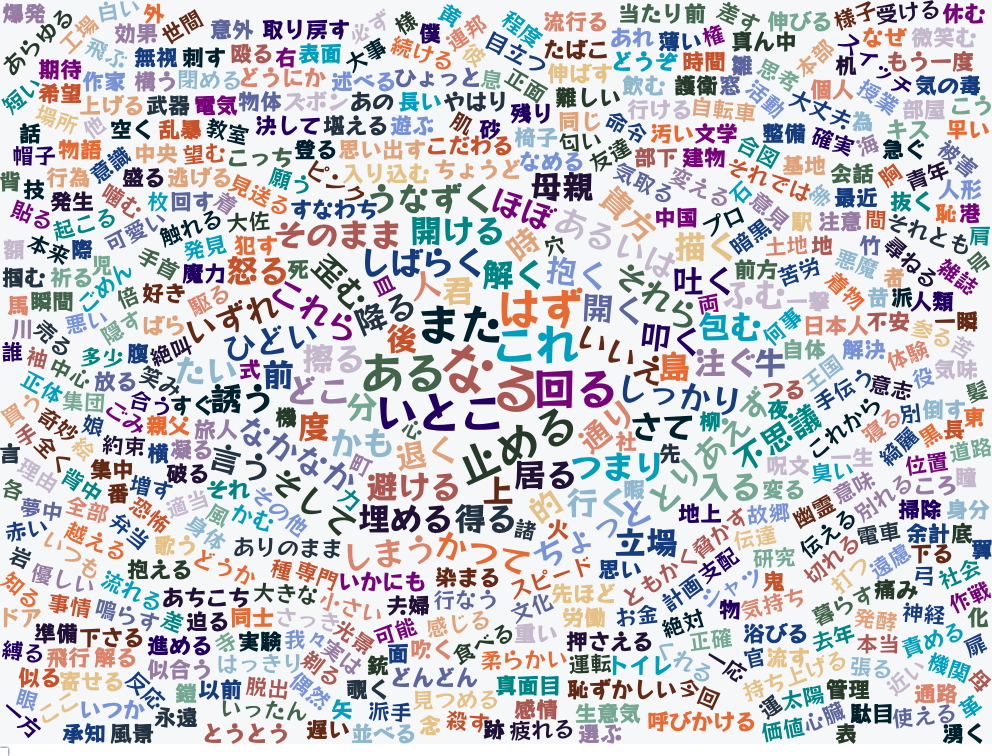 爆発 白い 外
あらゆる 工場 効果 世間 意外 取り戻す 必ず 様 僕 黄 連邦 程度 流行る 当たり前 差す 伸びる 様子 受ける 休む
飛ぶ 無視 刺す 殴る 右 表面 大事 続ける 後 目立つ たばこ あれ 薄い 権 真ん中 本部 スイッチ なぜ 微笑む
短い 期待 作家 構う 閉める どうにか 述べる ひょっと 息 正面 伸ばす どうぞ 時間 雛 思考 机 もう一度
希望 上げる 武器 電気 物体 ズボン あの 長い やはり 残り 難しい 飲む 護衛 窓 活動 個人 授業 気の毒
場所 他 空く 乱暴 教室 決して 堪える 遊ぶ 肌 砂 椅子 同じ 命令 行ける 自転車 大丈夫 為 部屋 こう
話 帽子 物語 意識 中央 望む こっち 登る 思い出す こだわる 匂い 友達 汚い 文学 合図 整備 確実 海 キス 急ぐ 早い
背 技 行為 盛る 逃げる 見送る 願う ピンク 入り込む ちょうど なめる 気取る 部下 建物 変える それでは 基地 会話 胸 青年 被害
貼る 発生 噛む 枚 回す 着 すなわち うなずく ほぼ 母親 貴方 石 意見 最近 抜く 人形
起こる 可愛い 触れる 大佐 そのまま 開ける 時 穴 あるいは 中国 プロ 暗黒 駅 注意 間 それとも 恥 港 肩
額 本来 際 手首 発見 犯す 死 歪む しばらく 解く 抱く それら 描く 土地 地 竹 尋ねる 号
掴む 祈る 児 ごめん 倍 好き 魔力 怒る これら 皿 人 君 はず 開く 吐く 前方 苦労 悪魔 者 雑誌
馬 瞬間 隠す ばら 駆る いずれ 降る また これ いいえ 叩く 両 ふむ 一撃 着物 苗 派 人類
川 売る 悪い 絶叫 ひどい 後 包む 何事 日本人 不安 参る 一瞬
誰 袖 中心 多少 腹 笑み たい 式 前 擦る ある なる 島 注ぐ 牛 自体 解決 体験 苦
正体 集団 放る 合う すぐ 誘う どこ 分 いとこ 回る しっかり え 夜 つる 王国 手伝う 意志 役 気味 髪
買う 奇妙 娘 ごみ 親父 旅人 機 度 心 止める 通り さて 柳 不思議 これから 寝る 別 倒す 東
手 全く 絵 約束 横 凝る なかなか かも 退く 社 先 とりあえ 呪文 一生 綺麗 黒 長 道路
言 理由 背中 集中 番 増す 破る 言う 町 避ける 上 居る つまり 入る 変る 臭い 意味 位置 瞳
各 夢中 全部 恐怖 適当 それ その他 そして 力 埋める 得る 諸 的 行く 暇 地上 脅かす 故郷 幽霊 別れる ころ 掃除 身分
赤い 弁当 身体 風 かむ ありのまま 火 っと 立場 伝達 伝える 電車 余計 底
岩 いつも 越える 歌う どうか しまう かつて ちょ 思い ともかく 研究 切れる 打つ 遠慮 下る 翼
知る 優しい 流れる 抱える 種 専門 いかにも 染まる スピード 先ほど 計画 支配 シャツ 鬼 痛み 弓 社会
ドア 事情 鳴らす 差 あちこち 大きな 小さい 夫婦 行なう 文化 労働 お金 絶対 物 気持ち 暮らす 発酵 神経 作戦
準備 下さる 進める 迫る 同士 さっき 光景 可能 感じる 重い 押さえる 正確 浴びる 去年 本当 責める 化
縛る 飛行 解る 寺 実験 我々 実は 面 吹く 食べる 柔らかい 運転 トイレ くれる 一応 官 流す 張る 扉
似る 寄せる 反応 似合う はっきり 剃る 銃 どんどん 真面目 恥ずかしい 今回 持ち上げる 近い 機関 母
眼 ここ いつか 鎧 以前 脱出 偶然 覗く 見つめる 感情 生意気 運 太陽 管理 通路 革
一方 承知 風景 永遠 とうとう いったん 遅い 矢 並べる 派手 念 殺す 跡 疲れる 選ぶ 呼びかける 価値 心臓 表 駄目 使える 湧く